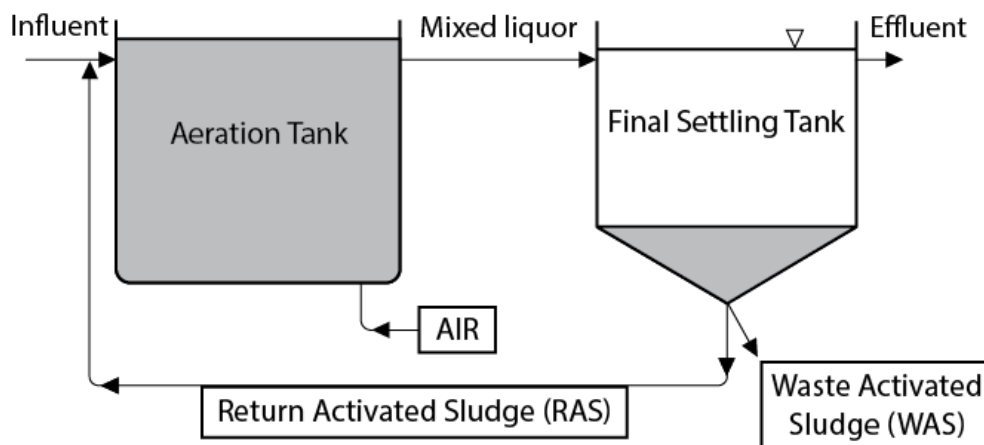 Influent
Mixed liquor
Effluent
Aeration Tank
Final Settling Tank
AIR
Return Activated Sludge (RAS)
Waste Activated
Sludge (WAS)